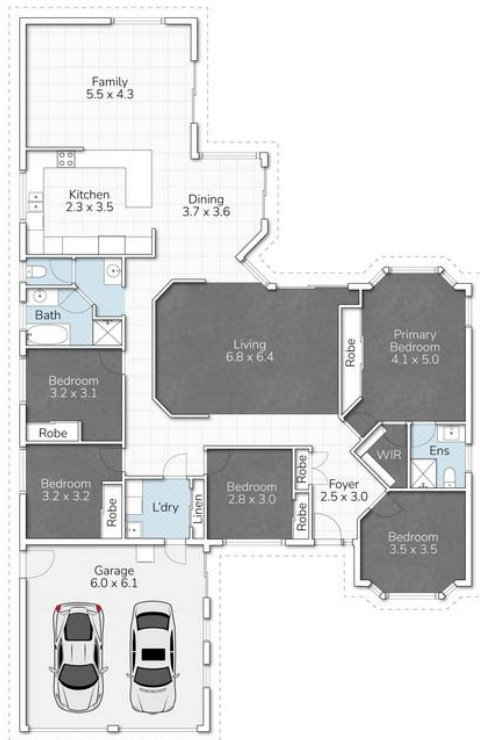 Family
5.5 x 4.3
Kitchen
2.3 x 3.5
Dining
3.7 x 3.6
Bath
Living
6.8 x 6.4
Robe
Primary
Bedroom
4.1 x 5.0
Bedroom
3.2 x 3.1
Robe
WIR
Ens
Bedroom
3.2 x 3.2
Robe
L'dry
Linen
Bedroom
2.8 x 3.0
Robe
Robe
Foyer
2.5 x 3.0
Bedroom
3.5 x 3.5
Garage
6.0 x 6.1